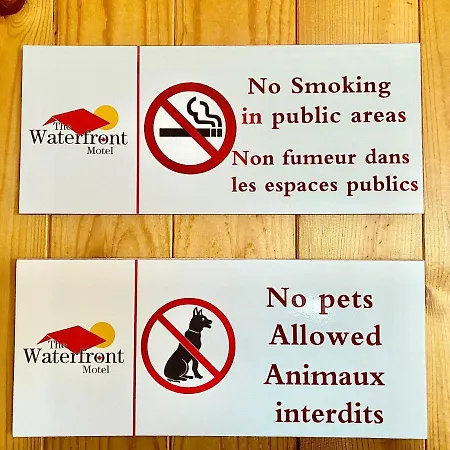 The
Waterfront
Motel
No Smoking
in public areas
Non fumeur dans
les espaces publics
The
Waterfront
Motel
No pets
Allowed
Animaux
interdits